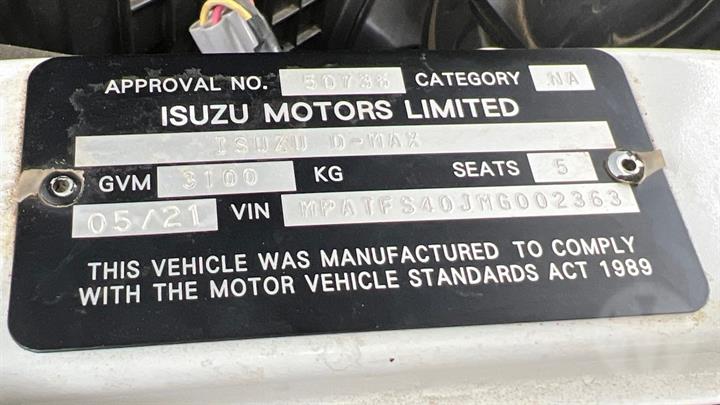 APPROVAL NO. 50738 CATEGORY NA
ISUZU MOTORS LIMITED
ISUZU D-MAX
GVM 3100 KG SEATS 5
05/21 VIN MPATFS40JMG002363
THIS VEHICLE WAS MANUFACTURED TO COMPLY
WITH THE MOTOR VEHICLE STANDARDS ACT 1989